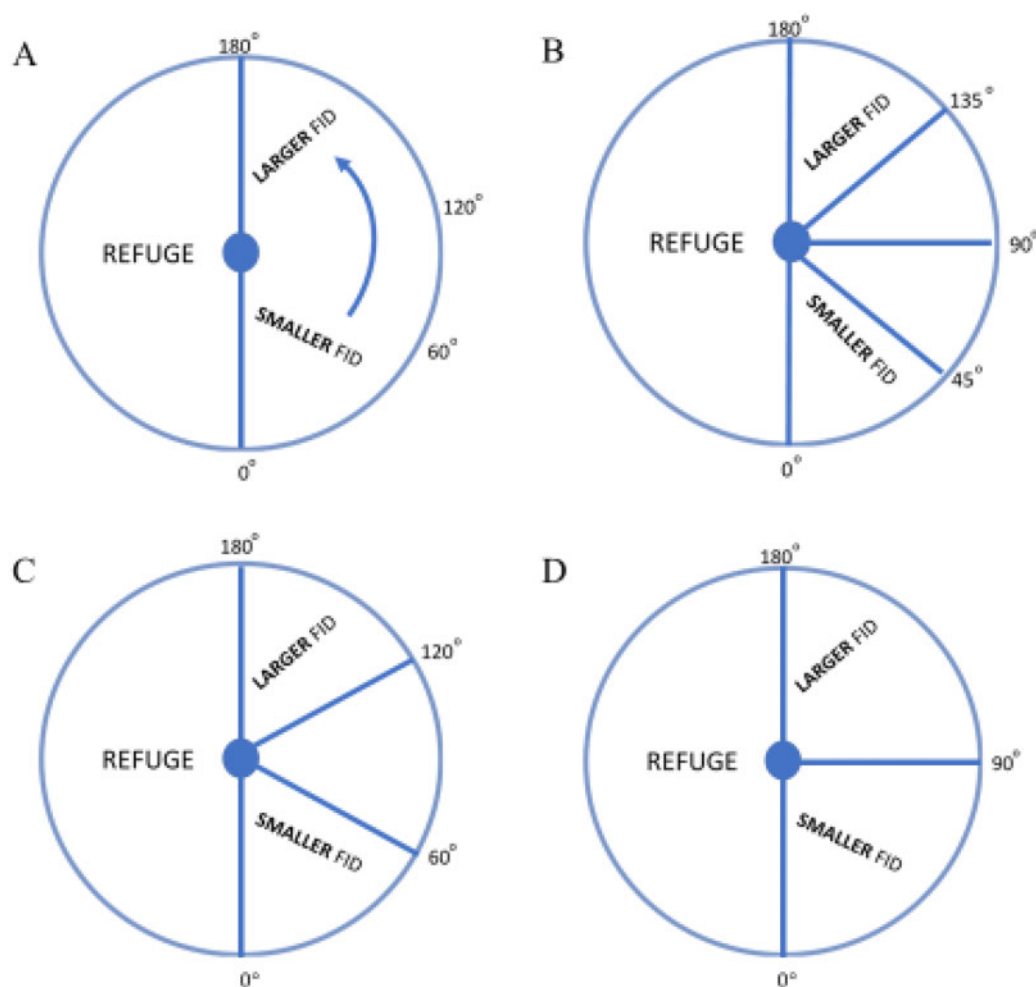 A
180°
LARGER FID
120°
REFUGE
SMALLER FID
60°
0°
B
180°
135°
LARGER FID
REFUGE
90°
SMALLER FID
45°
0°
C
180°
LARGER FID
120°
REFUGE
SMALLER FID
60°
0°
D
180°
LARGER FID
REFUGE
90°
SMALLER FID
0°